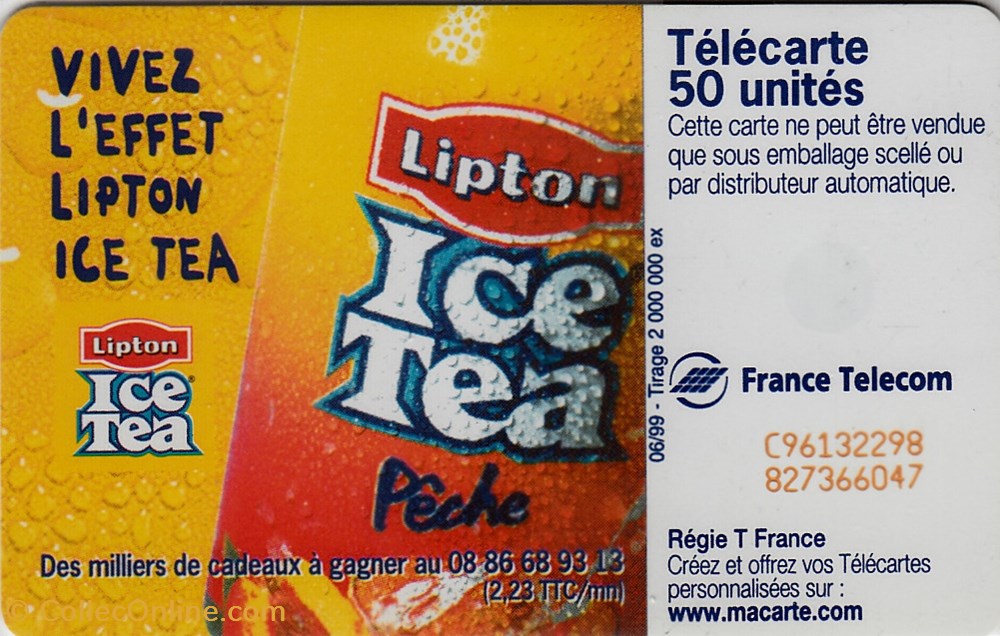 VIVEZ
L'EFFET
LIPTON
ICE TEA
Lipton
Ice
Tea
Lipton
Ice
Tea
Pêche
Des milliers de cadeaux à gagner au 08 86 68 93 13
(2,23 TTC/mn)
06/99 - Tirage 2 000 000 ex
Télécarte
50 unités
Cette carte ne peut être vendue
que sous emballage scellé ou
par distributeur automatique.
France Telecom
C96132298
827366047
Régie T France
Créez et offrez vos Télécartes
personnalisées sur :
www.macarte.com
© CollecOnline.com